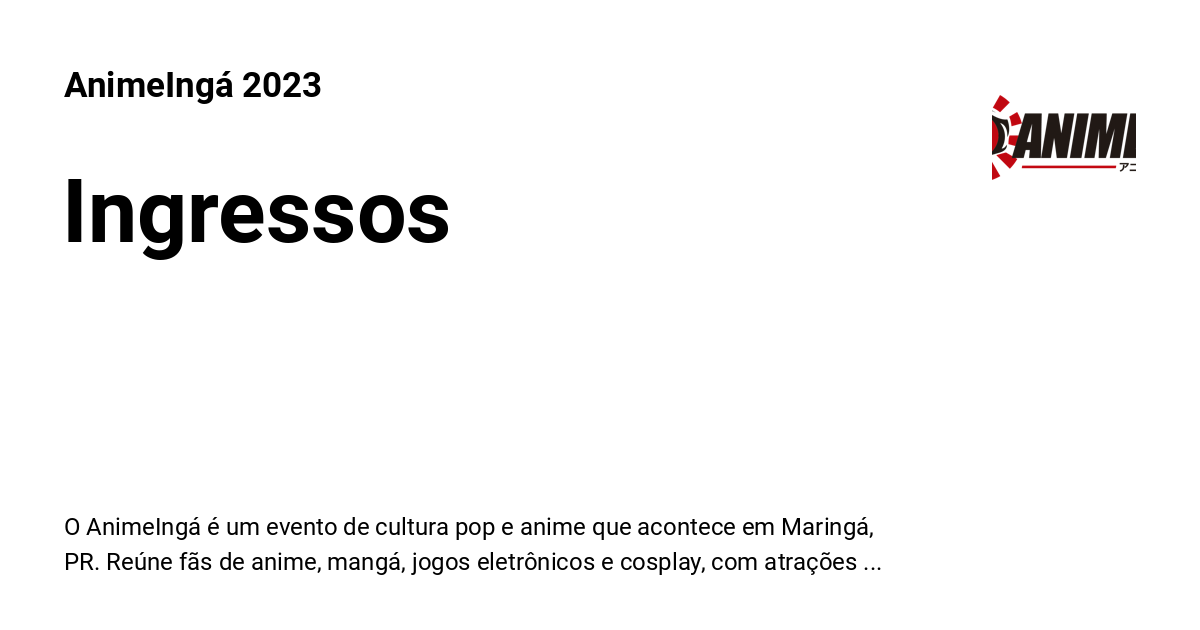 AnimeIngá 2023
ANIM
アニ
Ingressos
O AnimeIngá é um evento de cultura pop e anime que acontece em Maringá,
PR. Reúne fãs de anime, mangá, jogos eletrônicos e cosplay, com atrações ...